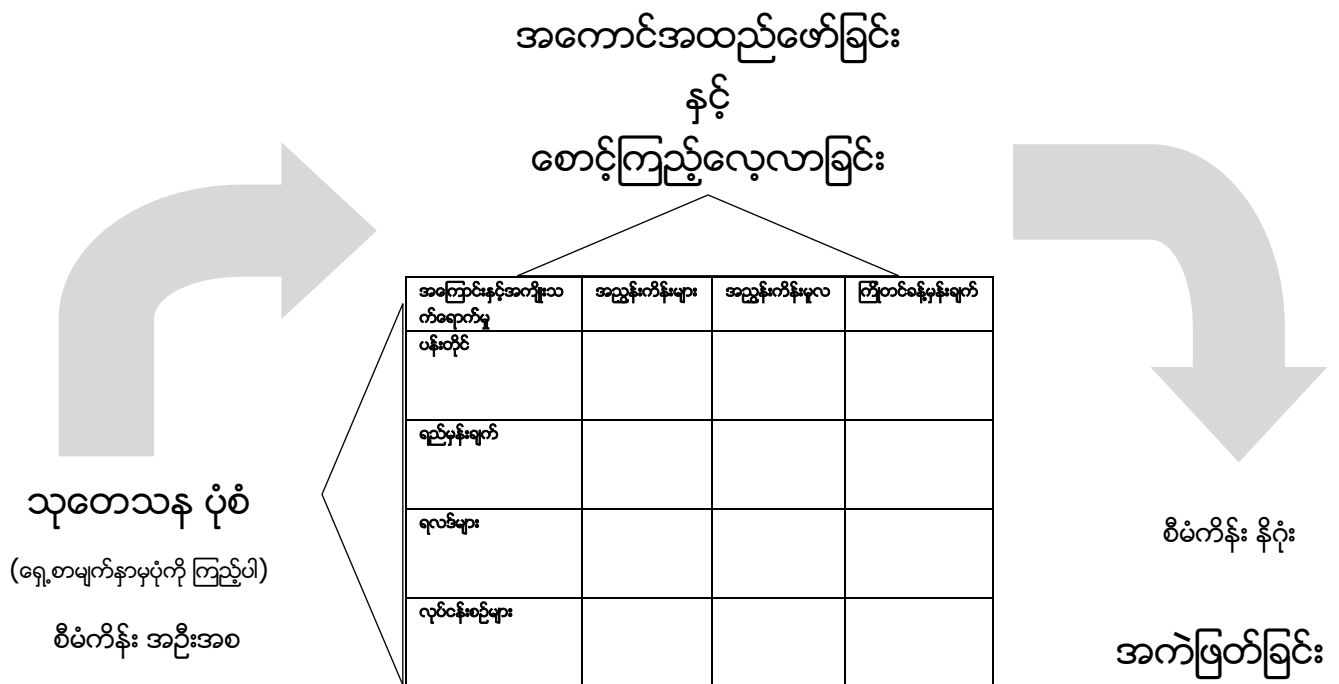 အကောင်အထည်ဖော်ခြင်း
နှင့်
စောင့်ကြည့်လေ့လာခြင်း
အကြောင်းနှင့်အကျိုးသ
က်ရောက်မှု
အညွှန်းကိန်းများ
အညွှန်းကိန်းမူလ
ကြိုတင်ခန့်မှန်းချက်
ပန်းတိုင်
ရည်မှန်းချက်
ရလဒ်များ
လုပ်ငန်းစဉ်များ
သုတေသန ပုံစံ
(ရှေ့စာမျက်နှာမှပုံကို ကြည့်ပါ)
စီမံကိန်း အဦးအစ
စီမံကိန်း နိဂုံး
အကဲဖြတ်ခြင်း